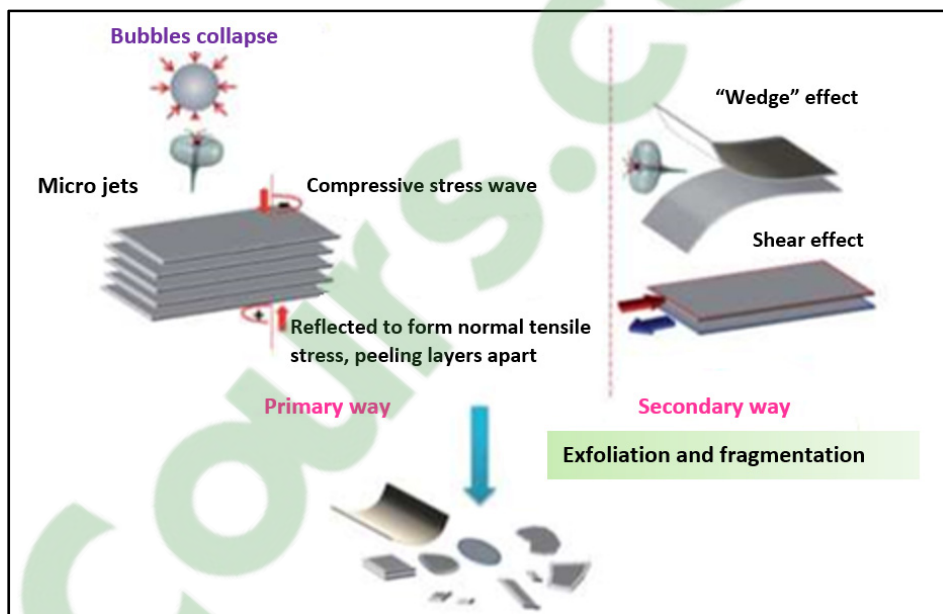 Bubbles collapse
Micro jets
Compressive stress wave
Reflected to form normal tensile
stress, peeling layers apart
Primary way
"Wedge" effect
Shear effect
Secondary way
Exfoliation and fragmentation
Cours.c